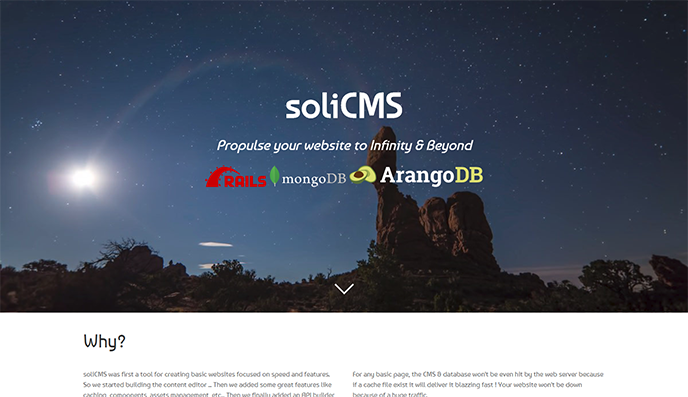 soliCMS
Propulse your website to Infinity & Beyond
RAILS mongoDB ArangoDB
Why?
soliCMS was first a tool for creating basic websites focused on speed and features.
So we started building the content editor ... Then we added some great features like
caching, components, assets management, etc... Then we finally added an API builder
For any basic page, the CMS & database won't be even hit by the web server because
if a cache file exist it will deliver it blazzing fast ! Your website won't be down
because of a huge traffic.